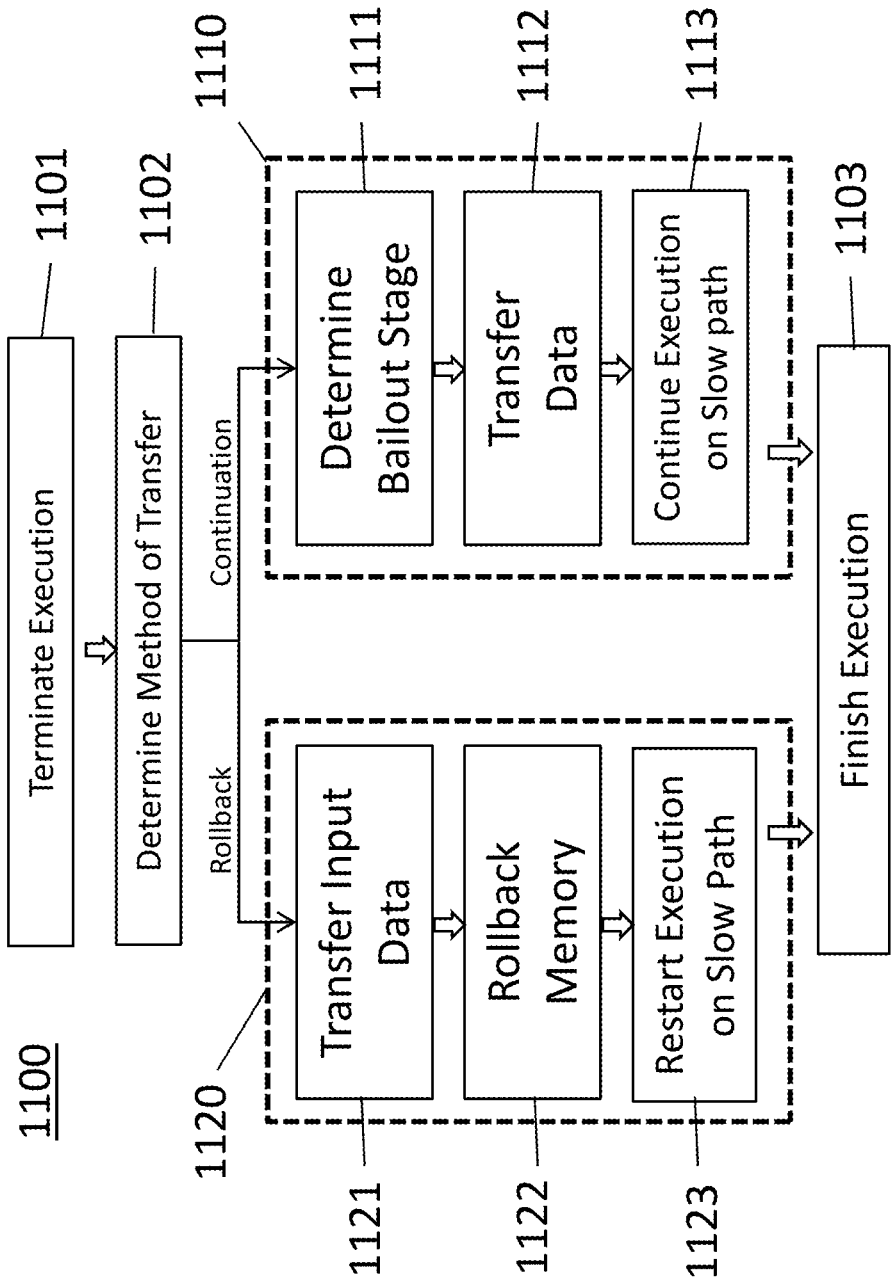 1100
Terminate Execution
1101
Determine Method of Transfer
1102
Rollback
Continuation
1120
1110
Transfer Input
Data
1121
Rollback
Memory
1122
Restart Execution
on Slow Path
1123
Determine
Bailout Stage
1111
Transfer
Data
1112
Continue Execution
on Slow path
1113
Finish Execution
1103